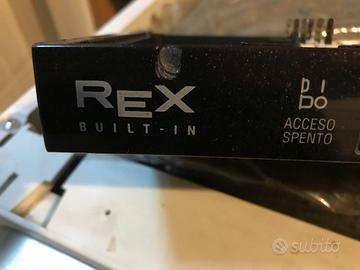 REX
BUILT-IN
ACCESO
SPENTO
subito